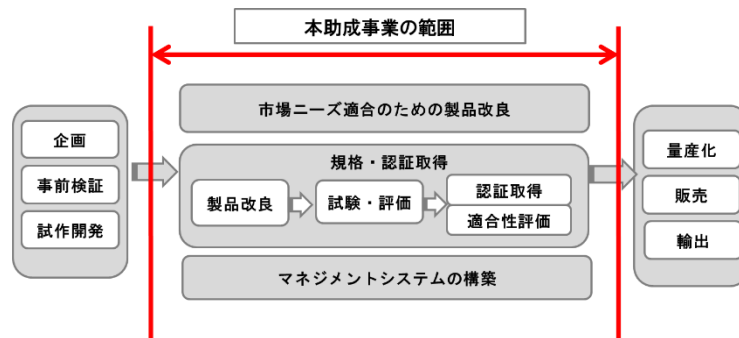 本助成事業の範囲
企画
事前検証
試作開発
市場ニーズ適合のための製品改良
規格・認証取得
製品改良
試験・評価
認証取得
適合性評価
マネジメントシステムの構築
量産化
販売
輸出